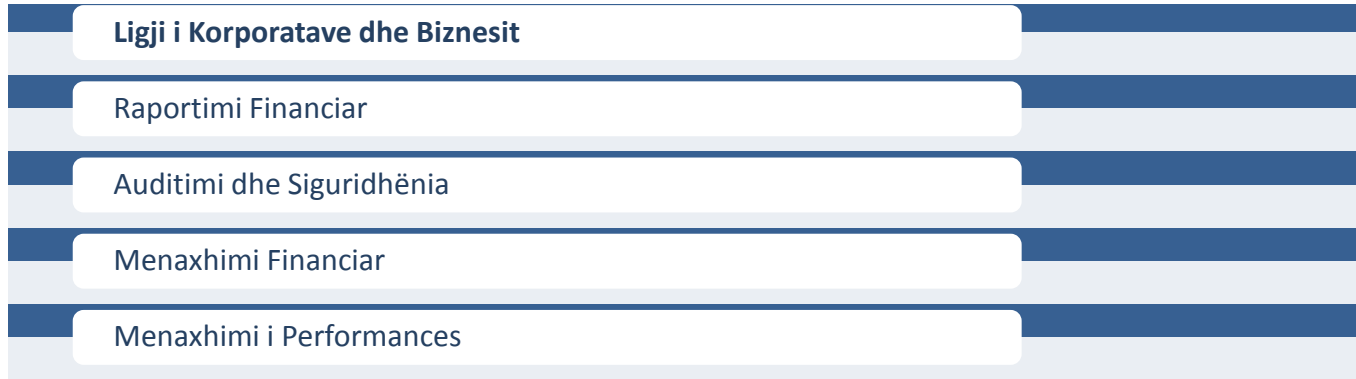 Ligji i Korporatave dhe Biznesit
Raportimi Financiar
Auditimi dhe Siguridhënia
Menaxhimi Financiar
Menaxhimi i Performances